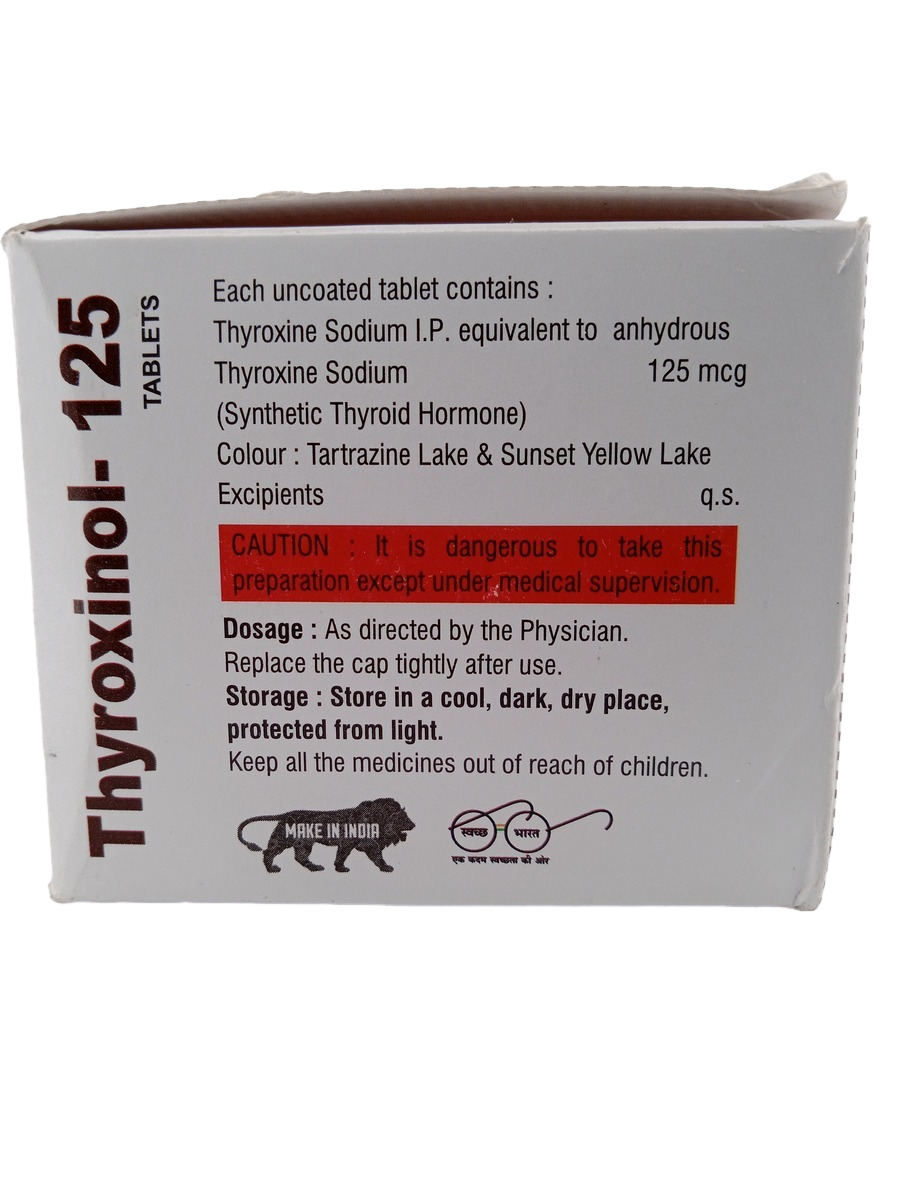 Thyroxinol- 125
TABLETS
Each uncoated tablet contains :
Thyroxine Sodium I.P. equivalent to anhydrous
Thyroxine Sodium 125 mcg
(Synthetic Thyroid Hormone)
Colour : Tartrazine Lake & Sunset Yellow Lake
Excipients q.s.
CAUTION : It is dangerous to take this
preparation except under medical supervision.
Dosage : As directed by the Physician.
Replace the cap tightly after use.
Storage : Store in a cool, dark, dry place,
protected from light.
Keep all the medicines out of reach of children.
MAKE IN INDIA
स्वच्छ भारत
एक कदम स्वच्छता की ओर